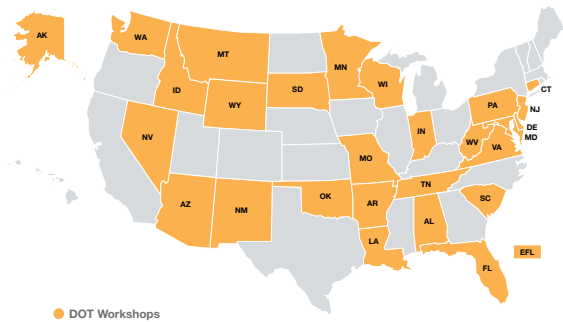 AK
WA
MT
MN
ID
SD
WI
WY
CT
PA
NJ
NV
IN
DE
MD
WV
VA
MO
TN
AZ
NM
OK
AR
SC
AL
LA
EFL
FL
DOT Workshops